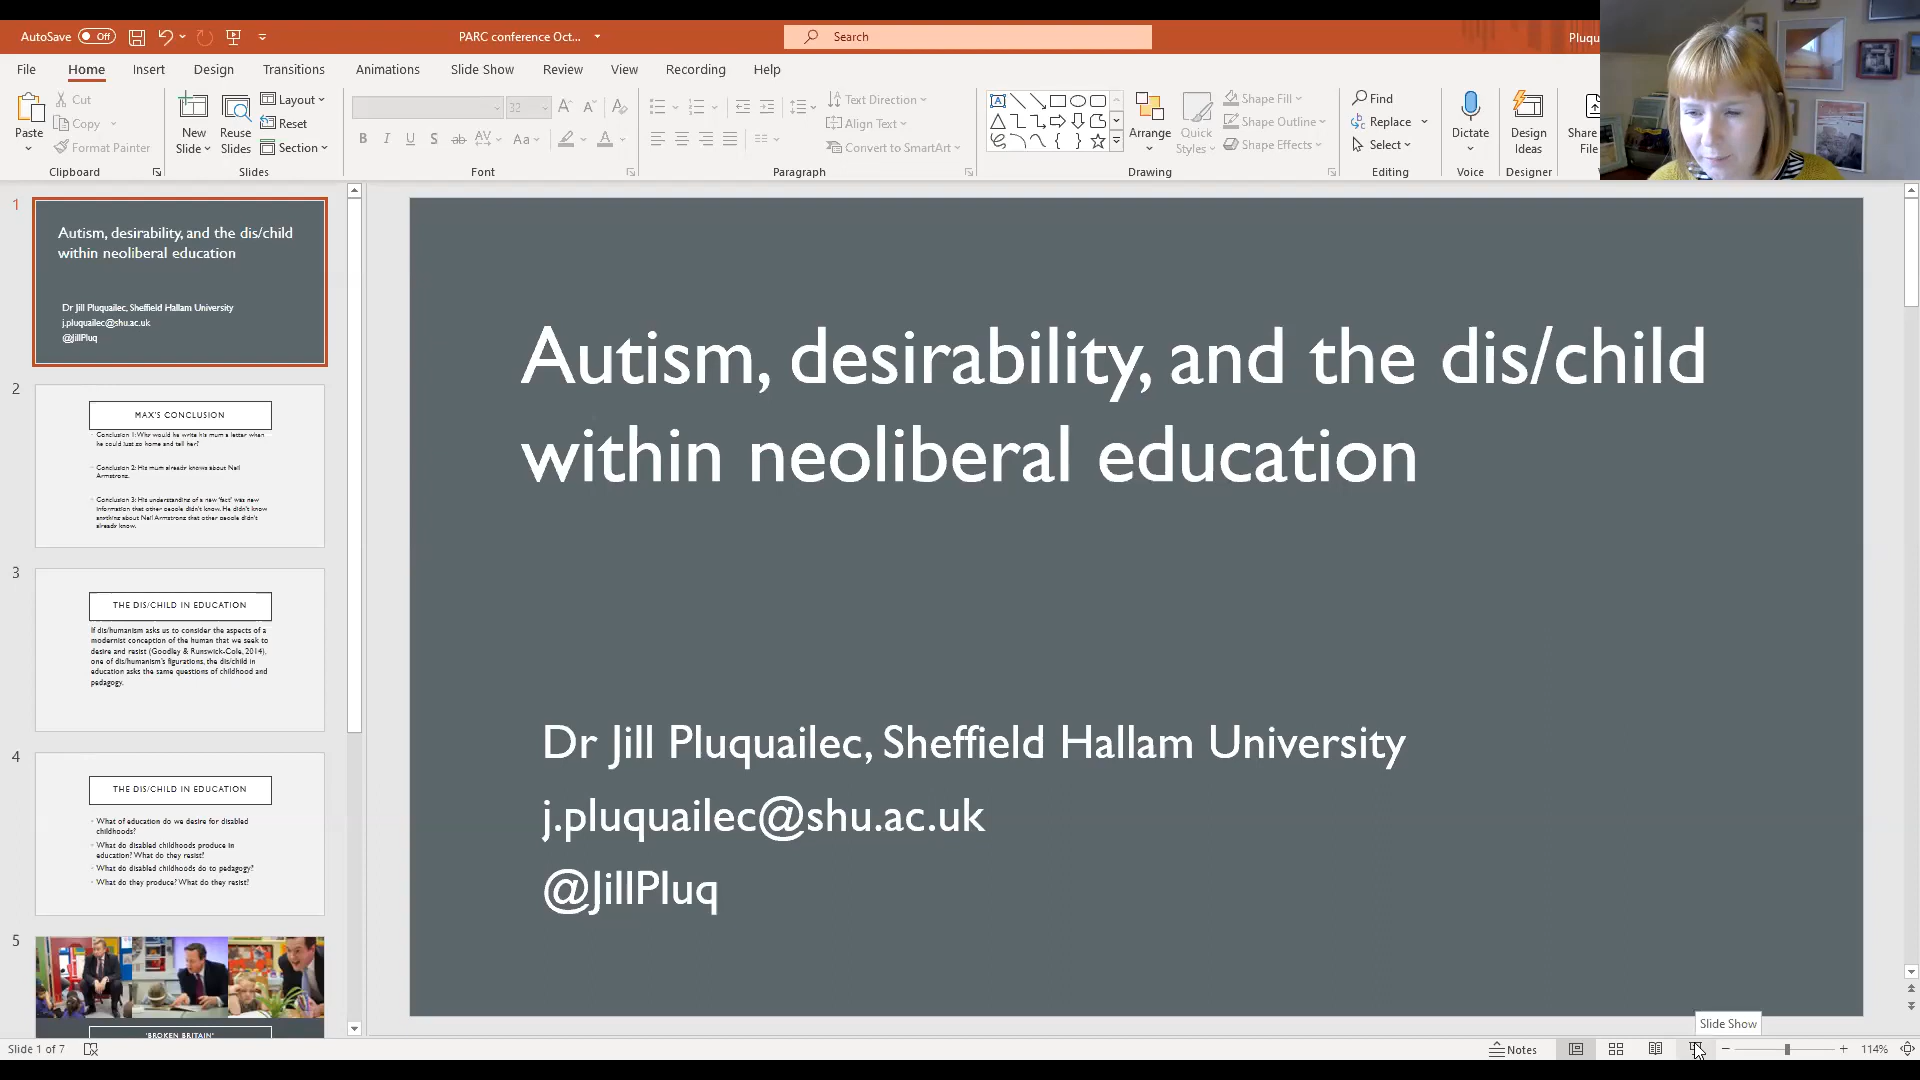 AutoSave Off
PARC conference Oct...
Search
Pluqu
File Home Insert Design Transitions Animations Slide Show Review View Recording Help
Paste
Cut
Copy
Format Painter
Clipboard
New Slide
Reuse Slides
Layout
Reset
Section
Slides
32
Font
Text Direction
Align Text
Convert to SmartArt
Paragraph
Arrange
Quick Styles
Shape Fill
Shape Outline
Shape Effects
Drawing
Find
Replace
Select
Editing
Dictate
Voice
Design Ideas
Designer
Share
File
1
Autism, desirability, and the dis/child
within neoliberal education
Dr Jill Pluquailec, Sheffield Hallam University
j.pluquailec@shu.ac.uk
@JillPluq
2
MAX'S CONCLUSION
Conclusion 1: Why would he write his mum a letter when
he could just go home and tell her?
Conclusion 2: His mum already knows about Neil
Armstrong.
Conclusion 3: His understanding of a new 'fact' was new
information that other people didn't know. He didn't know
anything about Neil Armstrong that other people didn't
already know.
3
THE DIS/CHILD IN EDUCATION
If dis/humanism asks us to consider the aspects of a
modernist conception of the human that we seek to
desire and resist (Goodley & Runswick-Cole, 2014),
one of dis/humanism's figurations, the dis/child in
education asks the same questions of childhood and
pedagogy.
4
THE DIS/CHILD IN EDUCATION
What of education do we desire for disabled
childhoods?
What do disabled childhoods produce in
education? What do they resist?
What do disabled childhoods do to pedagogy?
What do they produce? What do they resist?
5
'BROKEN BRITAIN'
Autism, desirability, and the dis/child
within neoliberal education
Dr Jill Pluquailec, Sheffield Hallam University
j.pluquailec@shu.ac.uk
@JillPluq
Slide Show
Slide 1 of 7
Notes
114%